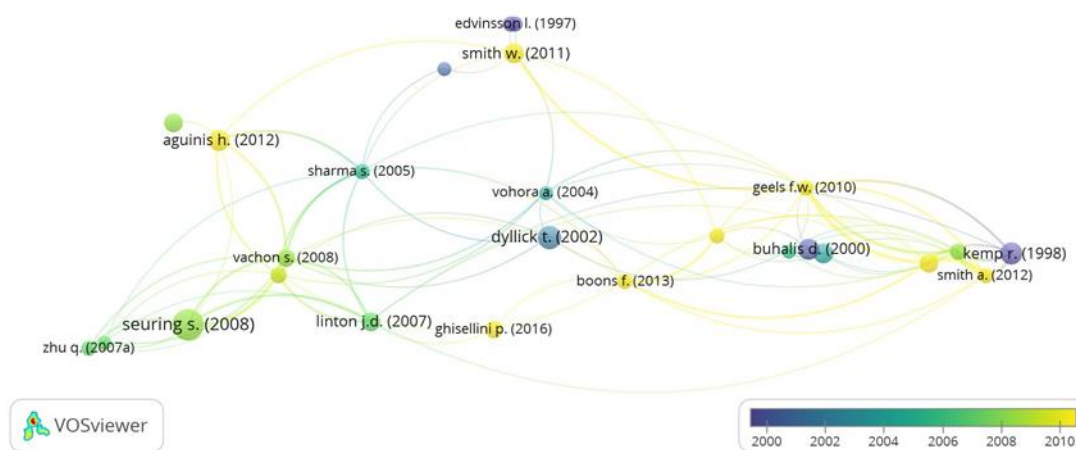 edvinsson l. (1997)
smith w. (2011)
aguinis h. (2012)
sharma s. (2005)
vohora a. (2004)
geels f.w. (2010)
dyllick t. (2002)
buhalis d. (2000)
kemp r. (1998)
vachon s. (2008)
smith a. (2012)
boons f. (2013)
seuring s. (2008)
linton j.d. (2007)
ghisellini p. (2016)
zhu q. (2007a)
VOSviewer
2000 2002 2004 2006 2008 2010